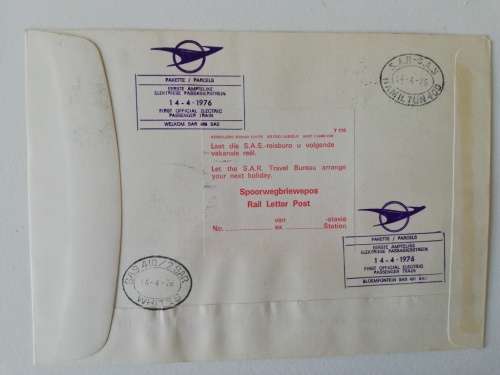 PAKETTE / PARCELS
EERSTE AMPTELIKE
ELEKTRIESE PASSASIERSTREIN
14-4-1976
FIRST OFFICIAL ELECTRIC
PASSENGER TRAIN
WELKOM SAR SAS
S.A.R-S.A.S
-4-76
HAMILTON
Laat die S.A.S.-reisburo u volgende
vakansie reël.
Let the S.A.R. Travel Bureau arrange
your next holiday.
Spoorwegbriewepos
Rail Letter Post
van -stasie
No. ex Station
PAKETTE / PARCELS
EERSTE AMPTELIKE
ELEKTRIESE PASSASIERSTREIN
14-4-1976
FIRST OFFICIAL ELECTRIC
PASSENGER TRAIN
BLOEMFONTEIN SAR SAS
-4-76